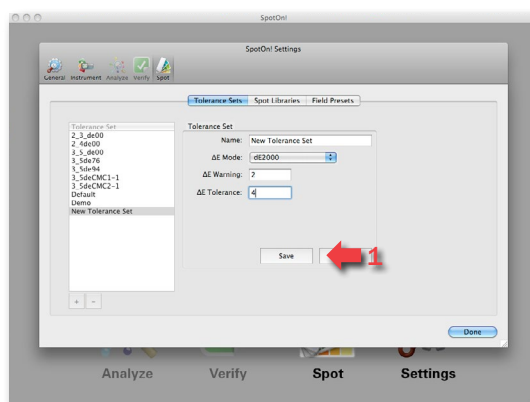 SpotOn!
SpotOn! Settings
General Instrument Analyze Verify Spot
Tolerance Sets Spot Libraries Field Presets
Tolerance Set
2_3_de00
2_4de00
3_5_de00
3_5de76
3_5de94
3_5deCMC1-1
3_5deCMC2-1
Default
Demo
New Tolerance Set
Tolerance Set
Name: New Tolerance Set
ΔE Mode: dE2000
ΔE Warning: 2
ΔE Tolerance: 4
Save
1
+ -
Done
Analyze Verify Spot Settings